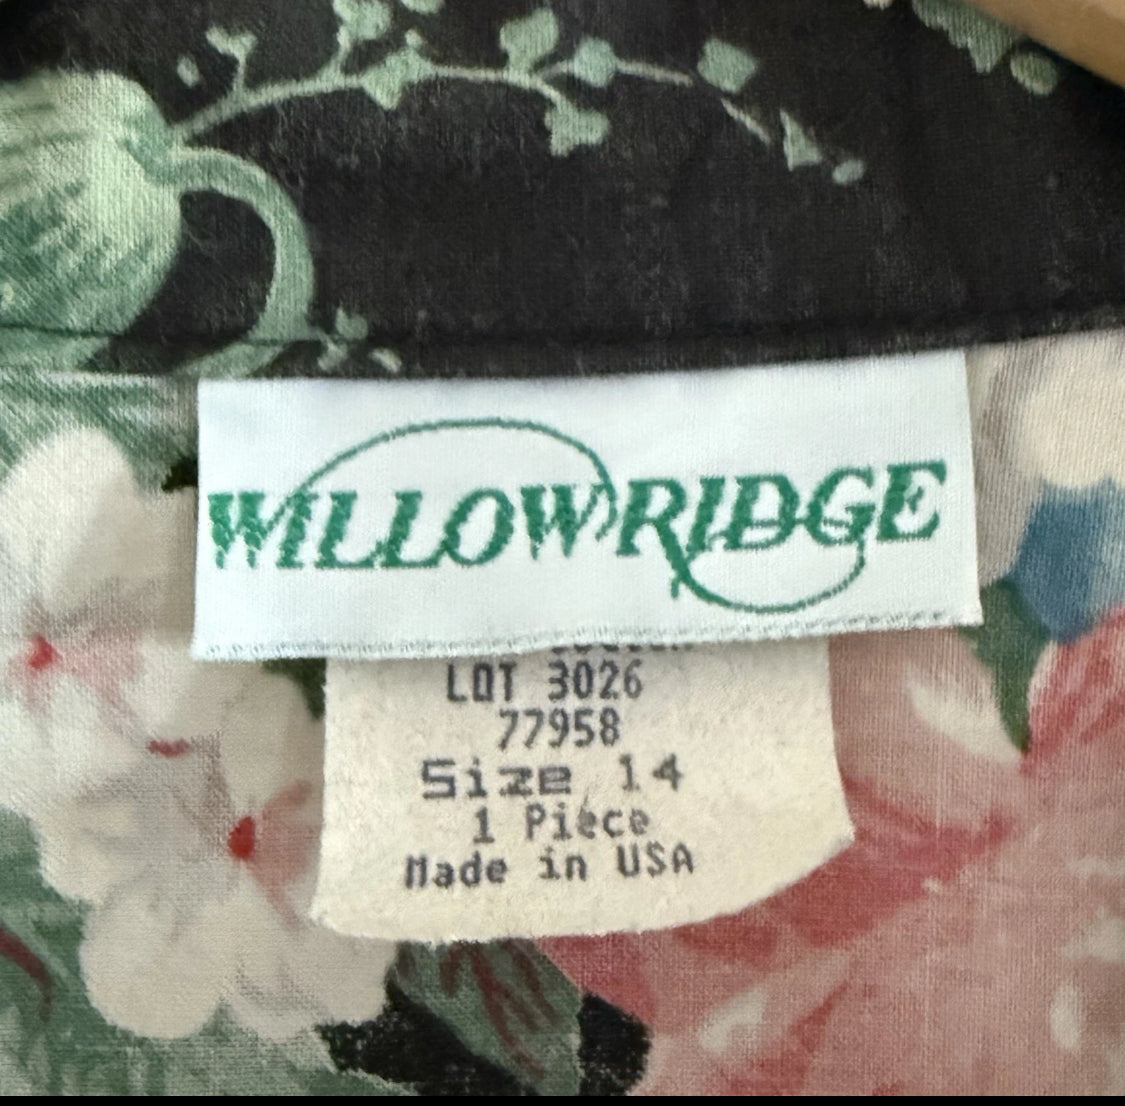 WILLOWRIDGE
LOT 3026
77958
Size 14
1 Piece
Made in USA